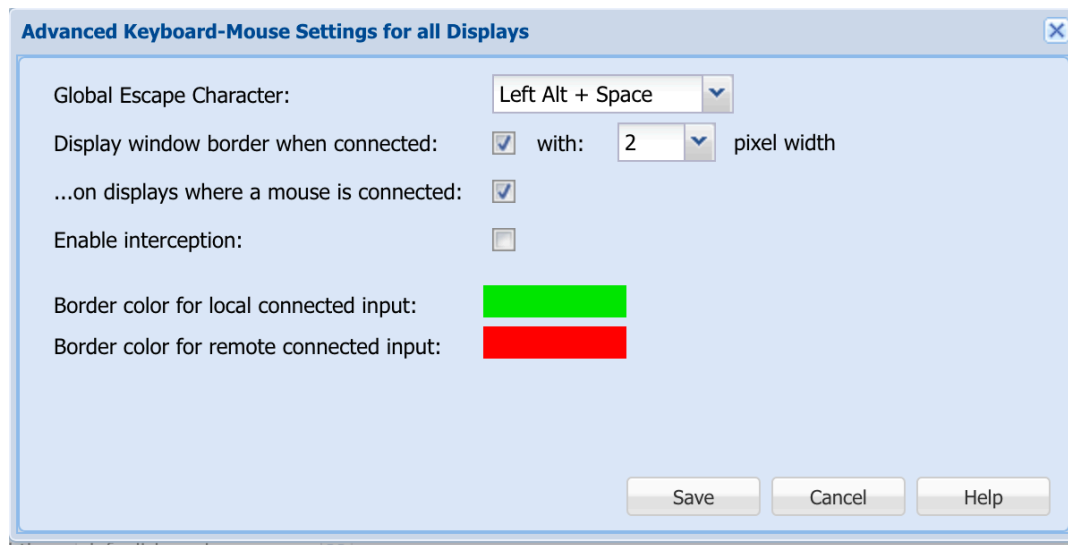 Advanced Keyboard-Mouse Settings for all Displays
Global Escape Character: Left Alt + Space
Display window border when connected: with: 2 pixel width
...on displays where a mouse is connected:
Enable interception:
Border color for local connected input:
Border color for remote connected input:
Save Cancel Help